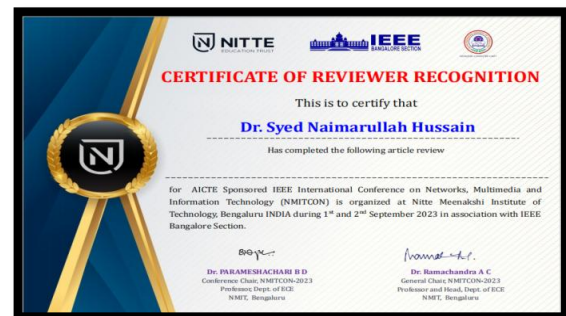 NITTE
EDUCATION TRUST
IEEE
BANGALORE SECTION
CERTIFICATE OF REVIEWER RECOGNITION
This is to certify that
Dr. Syed Naimarullah Hussain
Has completed the following article review
for AICTE Sponsored IEEE International Conference on Networks, Multimedia and
Information Technology (NMITCON) is organized at Nitte Meenakshi Institute of
Technology, Bengaluru INDIA during 1st and 2nd September 2023 in association with IEEE
Bangalore Section.
Dr. PARAMESHACHARI B D
Conference Chair, NMITCON-2023
Professor, Dept. of ECE
NMIT, Bengaluru
Dr. Ramachandra A C
General Chair, NMITCON-2023
Professor and Head, Dept. of ECE
NMIT, Bengaluru